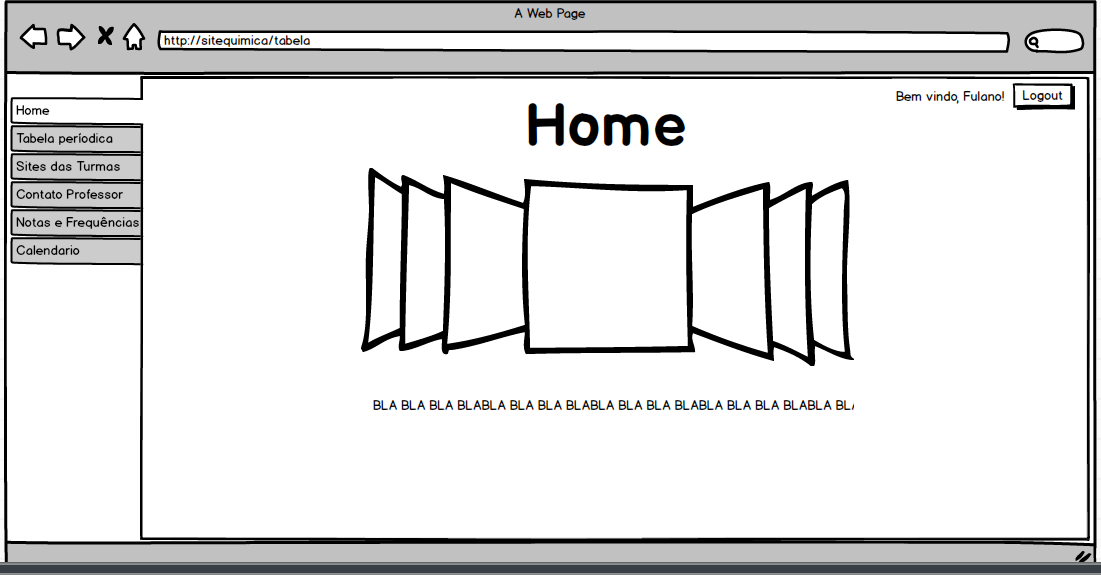 A Web Page
http://sitequimica/tabela
Bem vindo, Fulano!
Logout
Home
Home
Tabela períodica
Sites das Turmas
Contato Professor
Notas e Frequências
Calendario
BLA BLA BLA BLABLA BLA BLA BLABLA BLA BLA BLABLA BLA BLA BLABLA BL